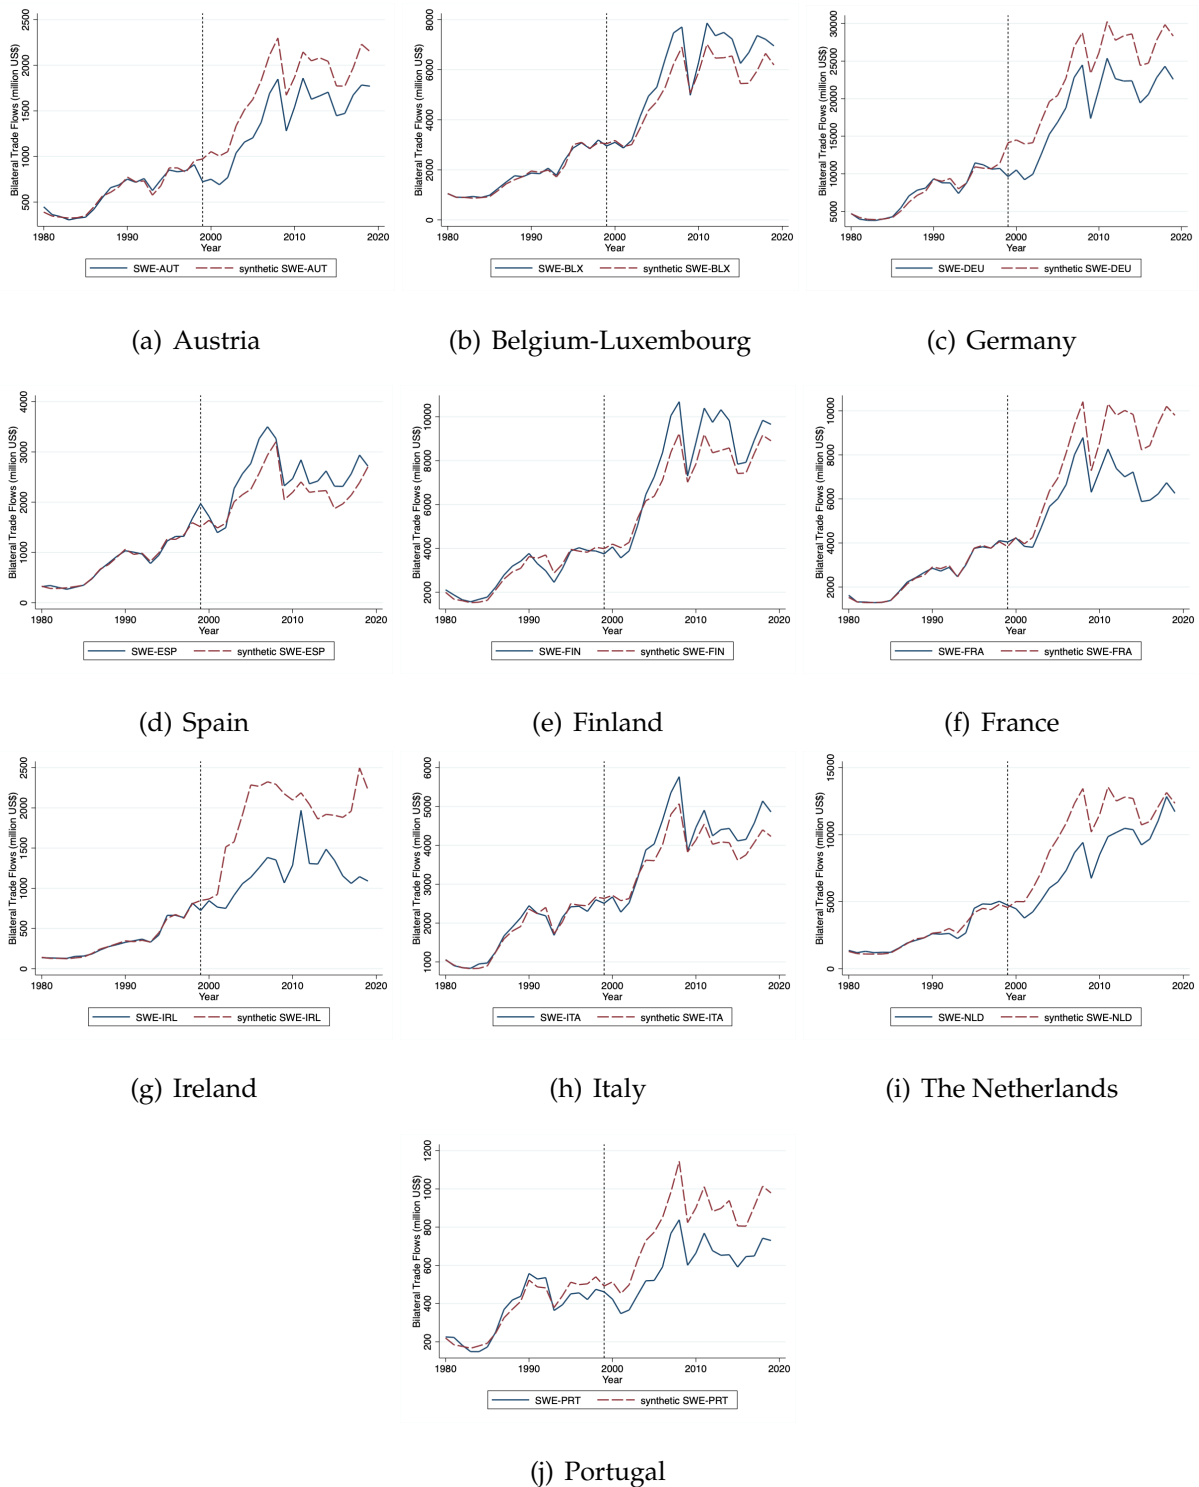 Bilateral Trade Flows (million US$)
2500
2000
1500
1000
500
1980 1990 2000 2010 2020
Year
SWE-AUT synthetic SWE-AUT
(a) Austria
Bilateral Trade Flows (million US$)
8000
6000
4000
2000
0
1980 1990 2000 2010 2020
Year
SWE-BLX synthetic SWE-BLX
(b) Belgium-Luxembourg
Bilateral Trade Flows (million US$)
30000
25000
20000
15000
10000
5000
1980 1990 2000 2010 2020
Year
SWE-DEU synthetic SWE-DEU
(c) Germany
Bilateral Trade Flows (million US$)
4000
3000
2000
1000
0
1980 1990 2000 2010 2020
Year
SWE-ESP synthetic SWE-ESP
(d) Spain
Bilateral Trade Flows (million US$)
10000
8000
6000
4000
2000
1980 1990 2000 2010 2020
Year
SWE-FIN synthetic SWE-FIN
(e) Finland
Bilateral Trade Flows (million US$)
10000
8000
6000
4000
2000
1980 1990 2000 2010 2020
Year
SWE-FRA synthetic SWE-FRA
(f) France
Bilateral Trade Flows (million US$)
2500
2000
1500
1000
500
0
1980 1990 2000 2010 2020
Year
SWE-IRL synthetic SWE-IRL
(g) Ireland
Bilateral Trade Flows (million US$)
6000
5000
4000
3000
2000
1000
1980 1990 2000 2010 2020
Year
SWE-ITA synthetic SWE-ITA
(h) Italy
Bilateral Trade Flows (million US$)
15000
10000
5000
0
1980 1990 2000 2010 2020
Year
SWE-NLD synthetic SWE-NLD
(i) The Netherlands
Bilateral Trade Flows (million US$)
1200
1000
800
600
400
200
1980 1990 2000 2010 2020
Year
SWE-PRT synthetic SWE-PRT
(j) Portugal